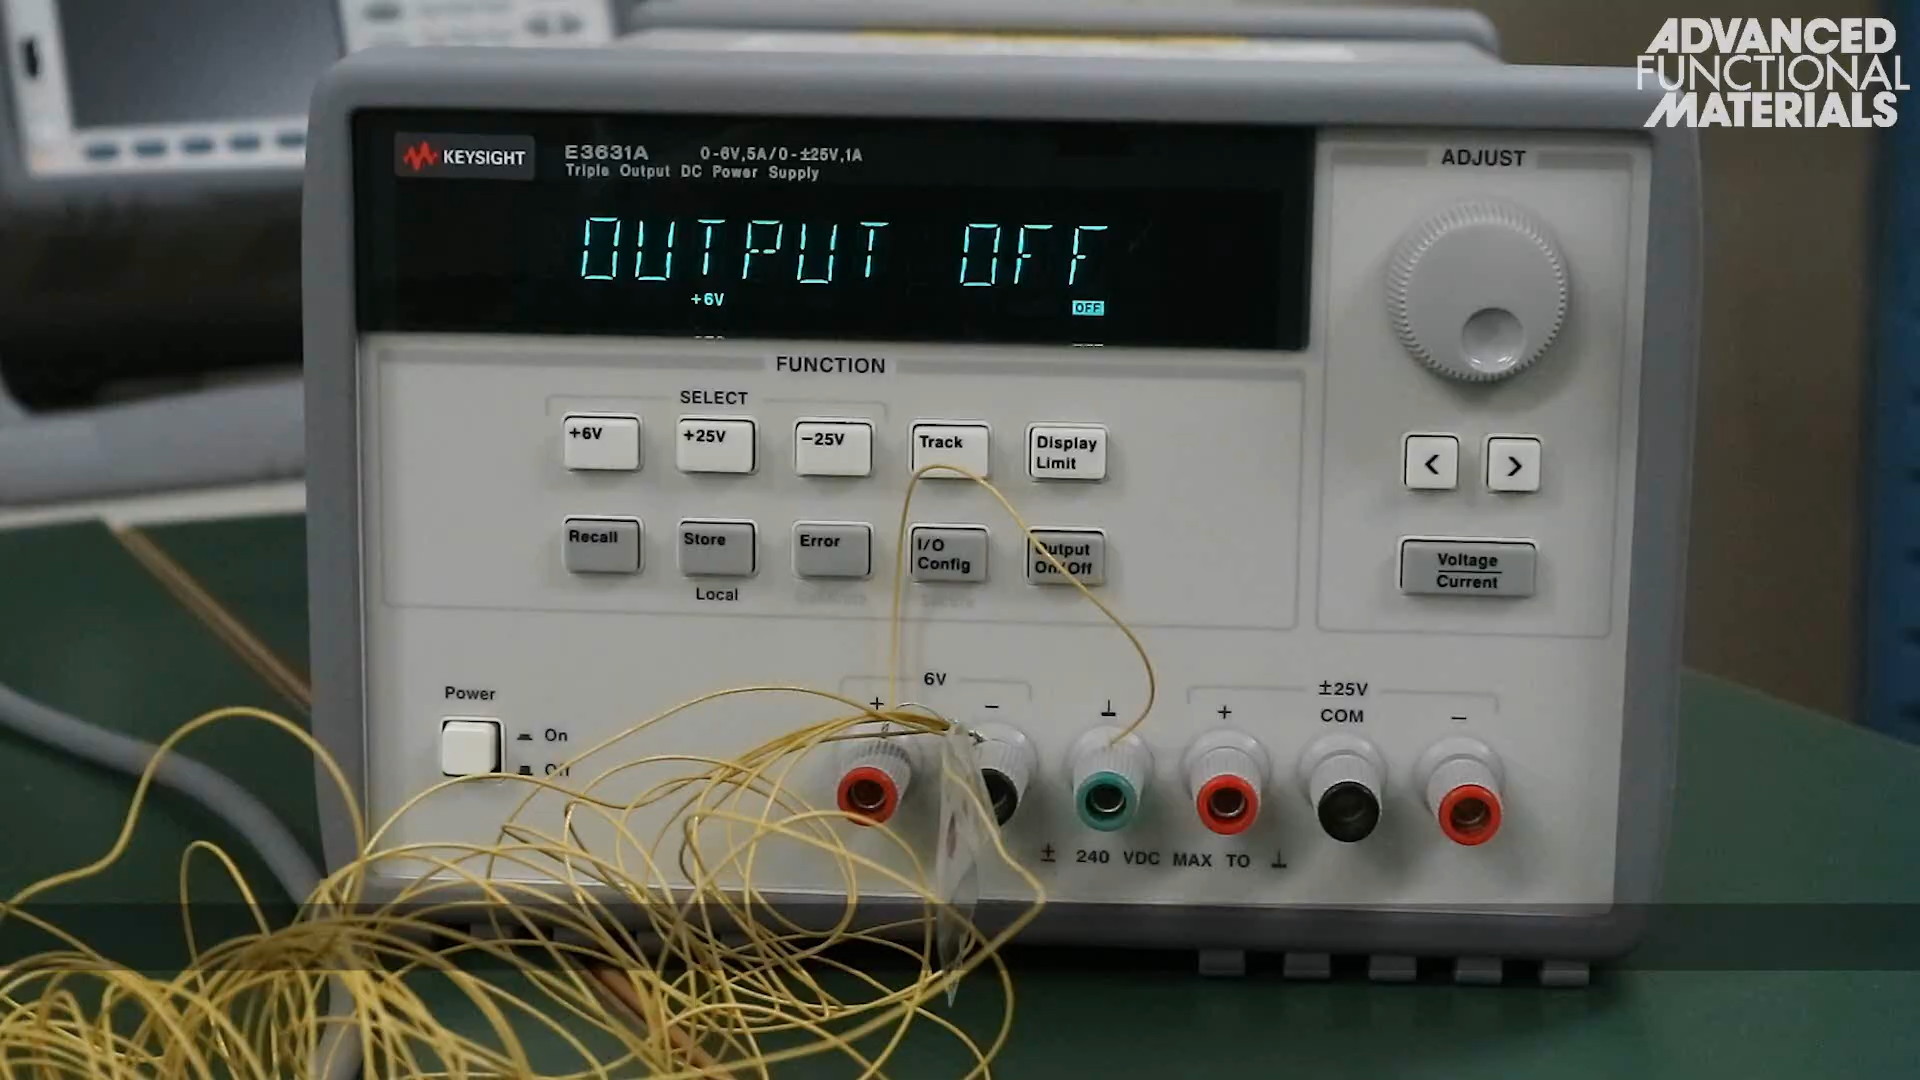 ADVANCED
FUNCTIONAL
MATERIALS
KEYSIGHT
E3631A 0-6V,5A/0-±25V,1A
Triple Output DC Power Supply
OUTPUT OFF
+6V OFF
ADJUST
FUNCTION
SELECT
+6V +25V -25V Track Display Limit
< >
Recall Store Error I/O Config Output On/Off
Voltage
Current
Local
Power
On
Off
6V
+ -
±25V
+ COM -
± 240 VDC MAX TO ⊥